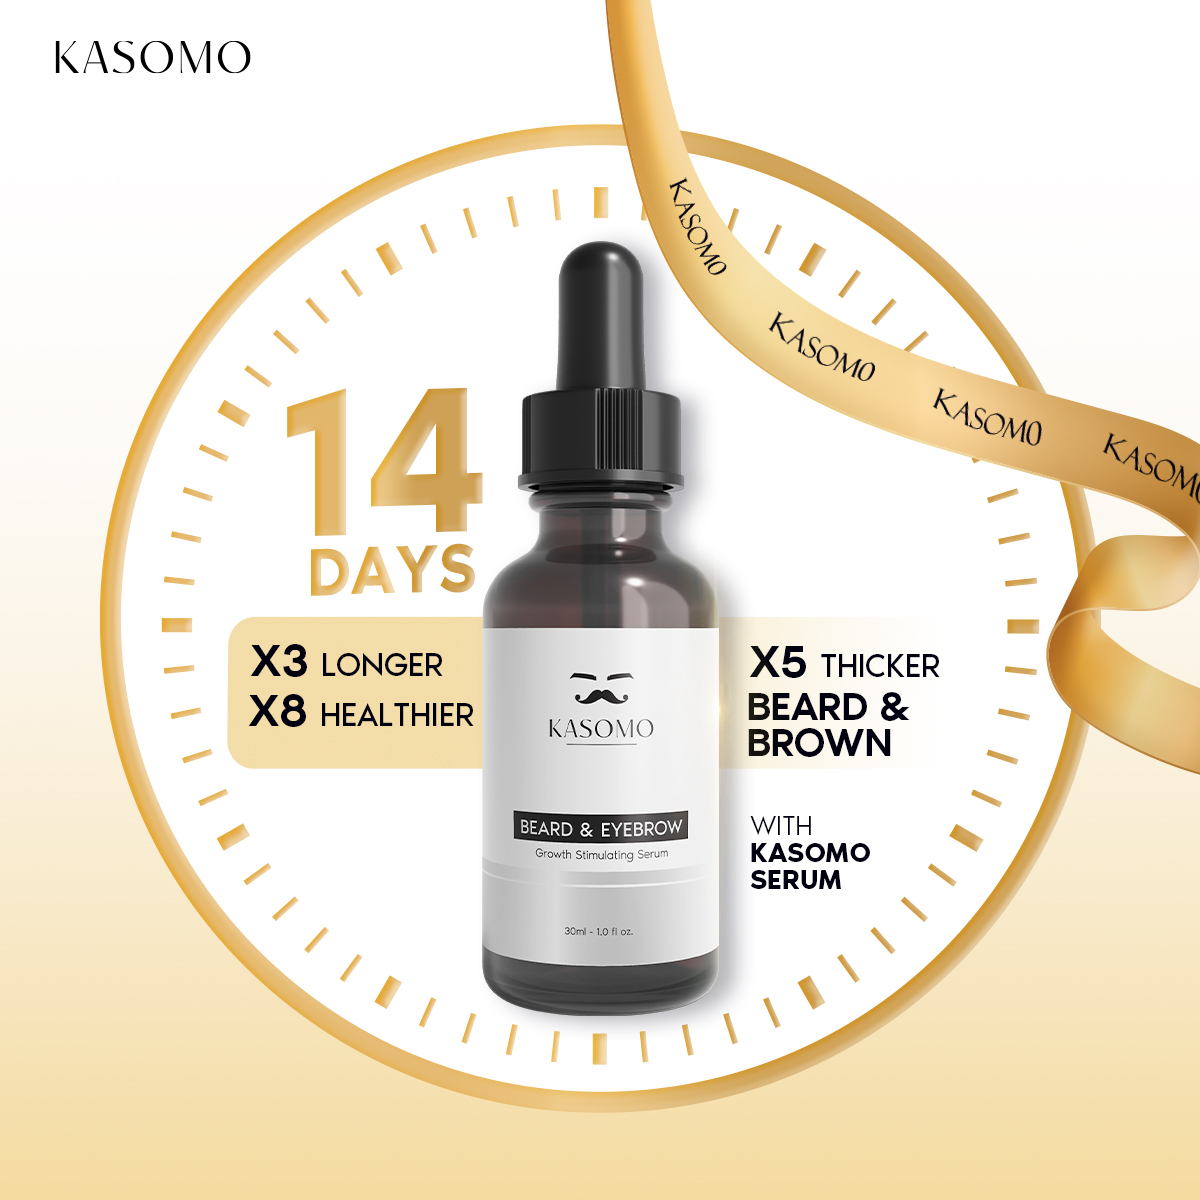 KASOMO
KASOMO
KASOMO
KASOMO
KASOMO
14
DAYS
X3 LONGER
X8 HEALTHIER
X5 THICKER
BEARD &
BROWN
WITH
KASOMO
SERUM
KASOMO
BEARD & EYEBROW
Growth Stimulating Serum
30ml - 1.0 fl oz.